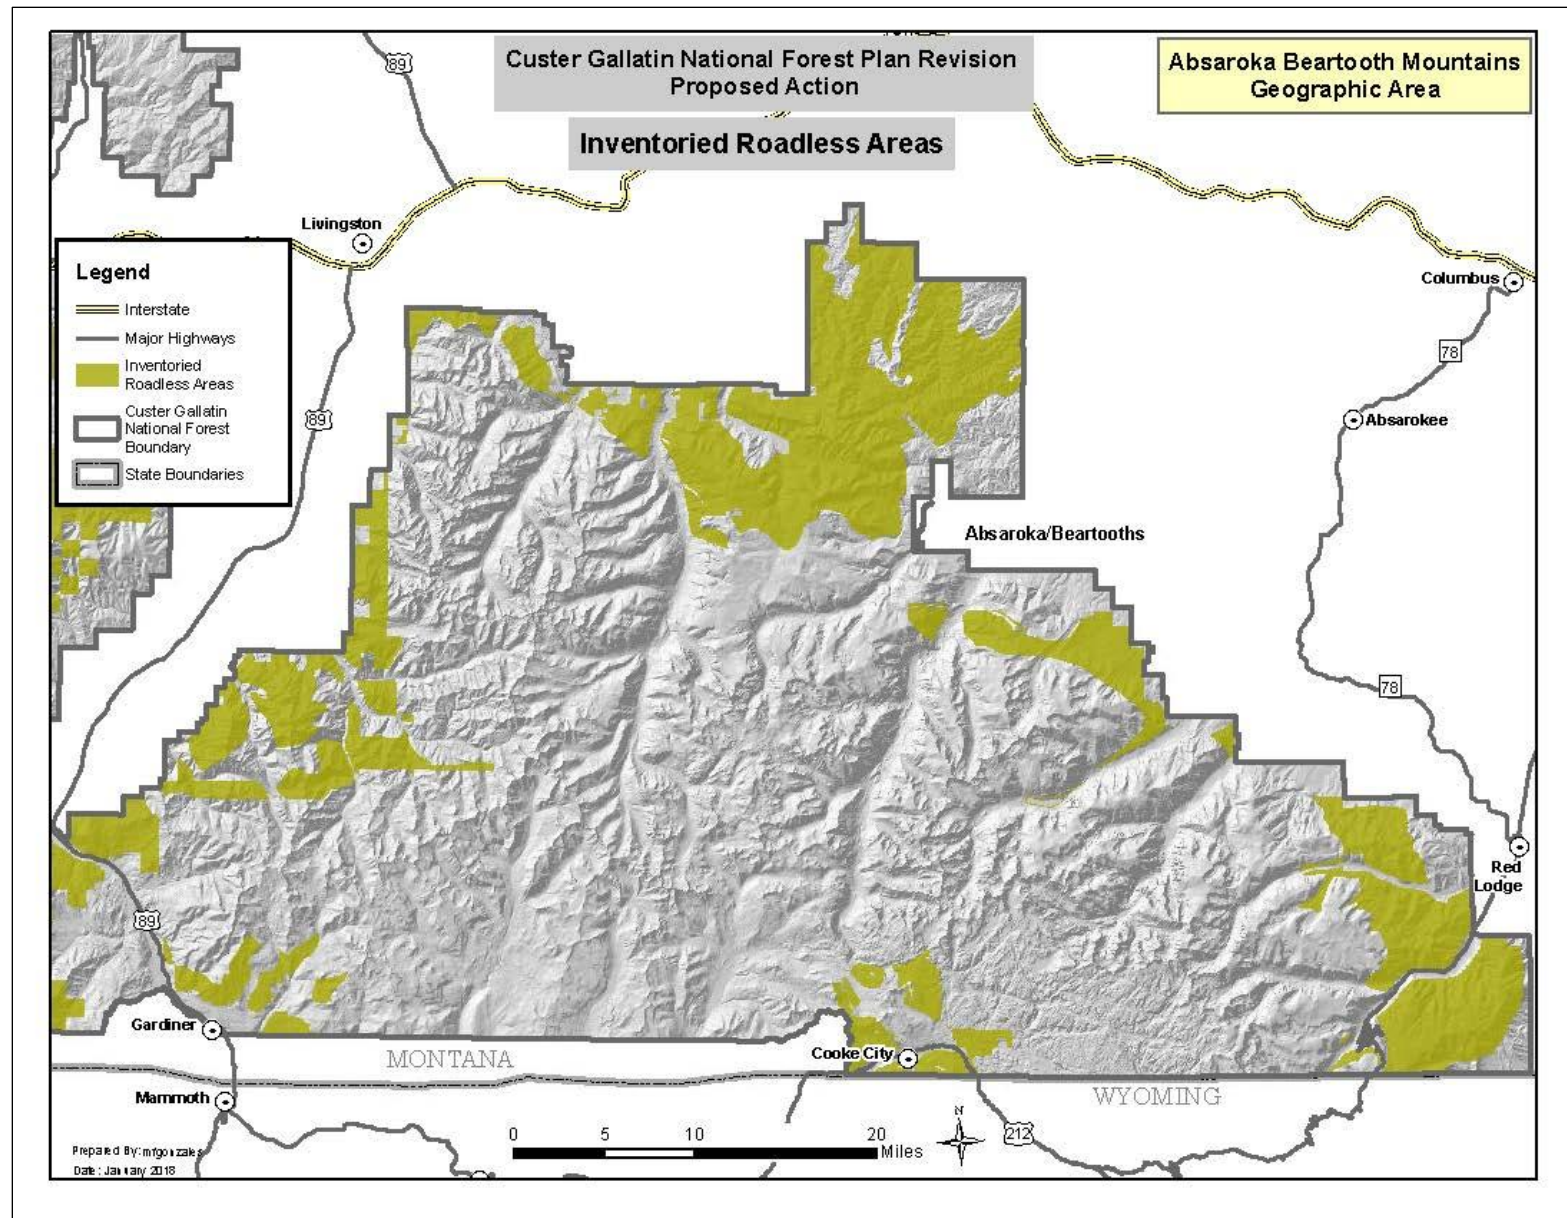 Custer Gallatin National Forest Plan Revision
Proposed Action
Inventoried Roadless Areas
Absaroka Beartooth Mountains
Geographic Area
89
Livingston
Columbus
Legend
Interstate
Major Highways
Inventoried
Roadless Areas
Custer Gallatin
National Forest
Boundary
State Boundaries
89
78
Absarokee
Absaroka/Beartooths
78
Red
Lodge
89
Gardiner
MONTANA
Cooke City
WYOMING
Mammoth
N
212
0 5 10 20
Miles
Prepared By: mfgonzales
Date: January 2018